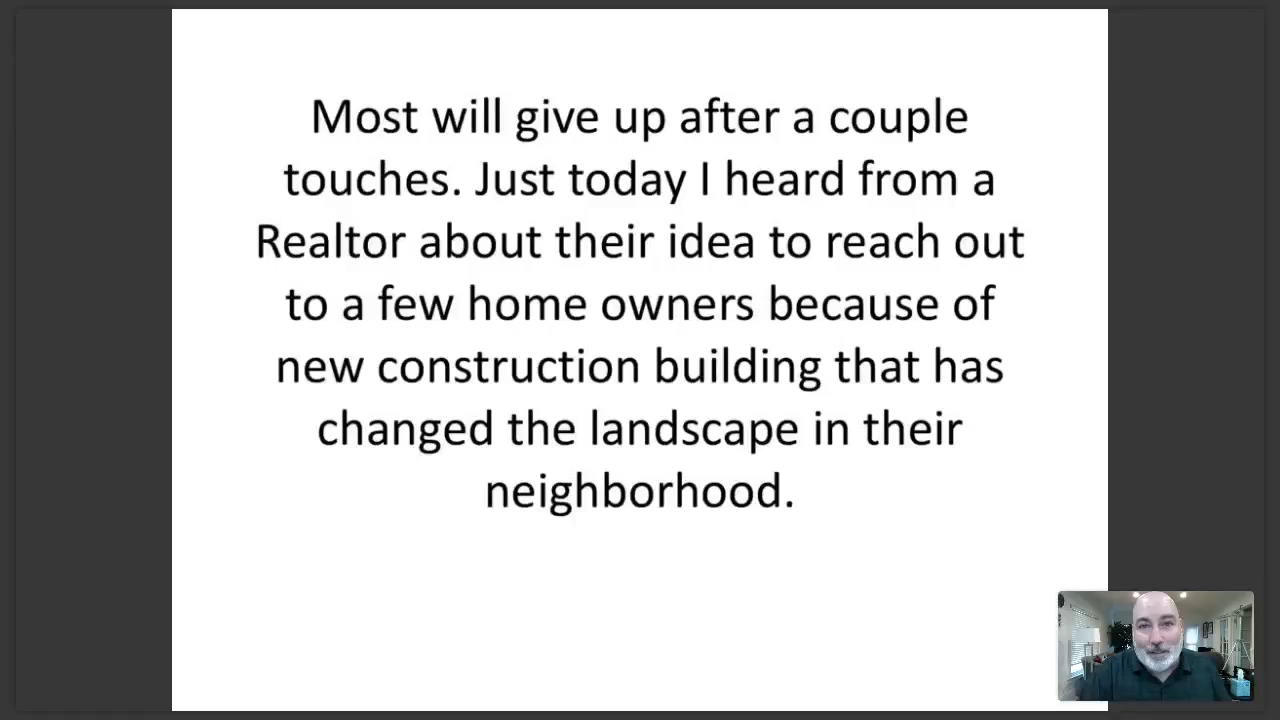 Most will give up after a couple
touches. Just today I heard from a
Realtor about their idea to reach out
to a few home owners because of
new construction building that has
changed the landscape in their
neighborhood.